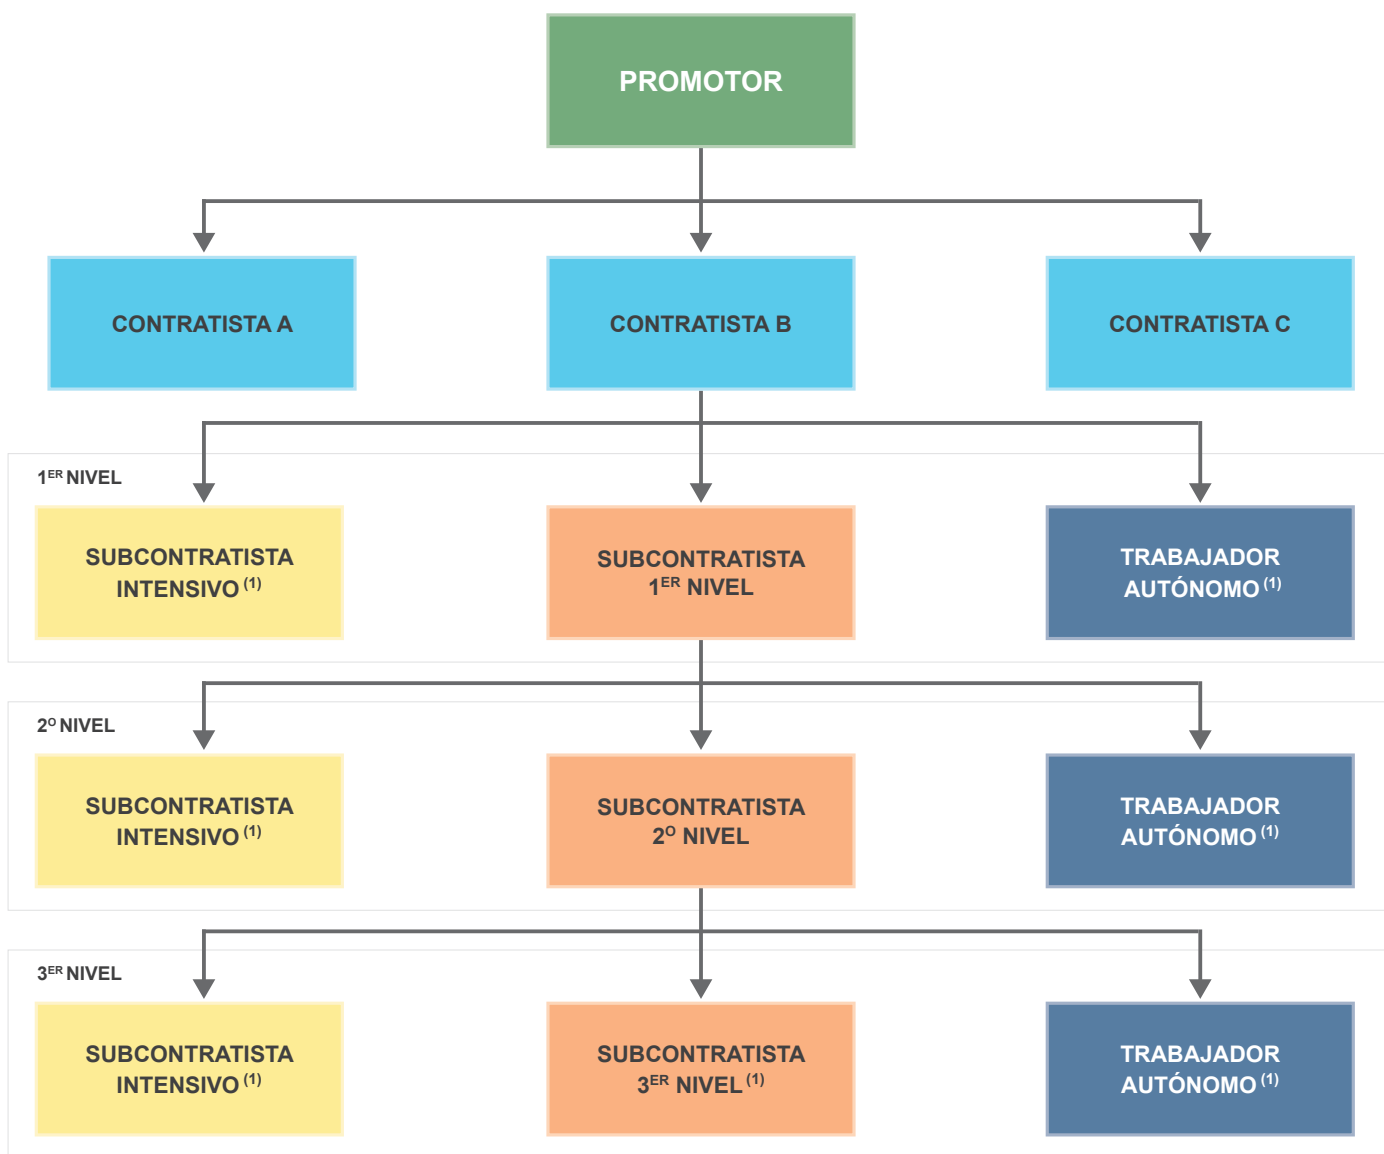 PROMOTOR
CONTRATISTA A
CONTRATISTA B
CONTRATISTA C
1ER NIVEL
SUBCONTRATISTA
INTENSIVO (1)
SUBCONTRATISTA
1ER NIVEL
TRABAJADOR
AUTÓNOMO (1)
2O NIVEL
SUBCONTRATISTA
INTENSIVO (1)
SUBCONTRATISTA
2O NIVEL
TRABAJADOR
AUTÓNOMO (1)
3ER NIVEL
SUBCONTRATISTA
INTENSIVO (1)
SUBCONTRATISTA
3ER NIVEL (1)
TRABAJADOR
AUTÓNOMO (1)